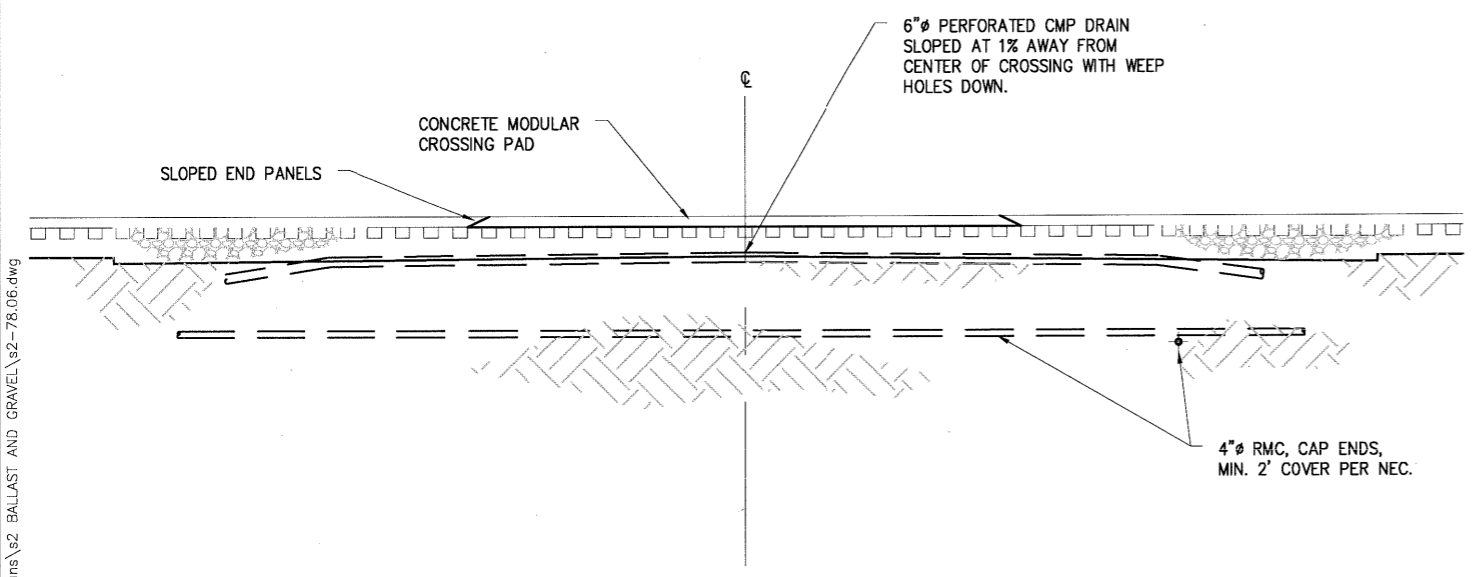 6"ø PERFORATED CMP DRAIN
SLOPED AT 1% AWAY FROM
CENTER OF CROSSING WITH WEEP
HOLES DOWN.
℄
CONCRETE MODULAR
CROSSING PAD
SLOPED END PANELS
4"ø RMC, CAP ENDS,
MIN. 2' COVER PER NEC.
ins\s2 BALLAST AND GRAVEL\s2-78.06.dwg